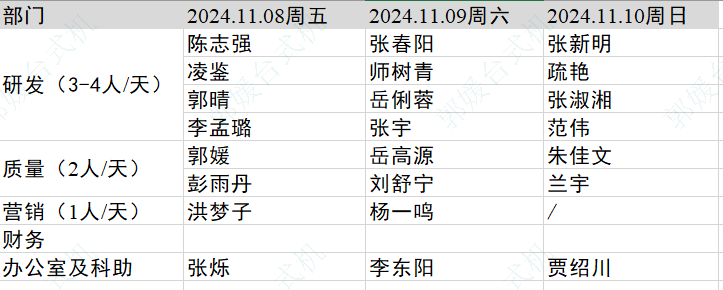 部门 2024.11.08周五 2024.11.09周六 2024.11.10周日
陈志强 张春阳 张新明
凌鉴 师树青 疏艳
研发（3-4人/天）
郭晴 岳俐蓉 张淑湘
李孟璐 张宇 范伟
郭媛 岳高源 朱佳文
质量（2人/天）
彭雨丹 刘舒宁 兰宇
营销（1人/天） 洪梦子 杨一鸣 /
财务
办公室及科助 张烁 李东阳 贾绍川
郭媛台式机
郭媛台式机